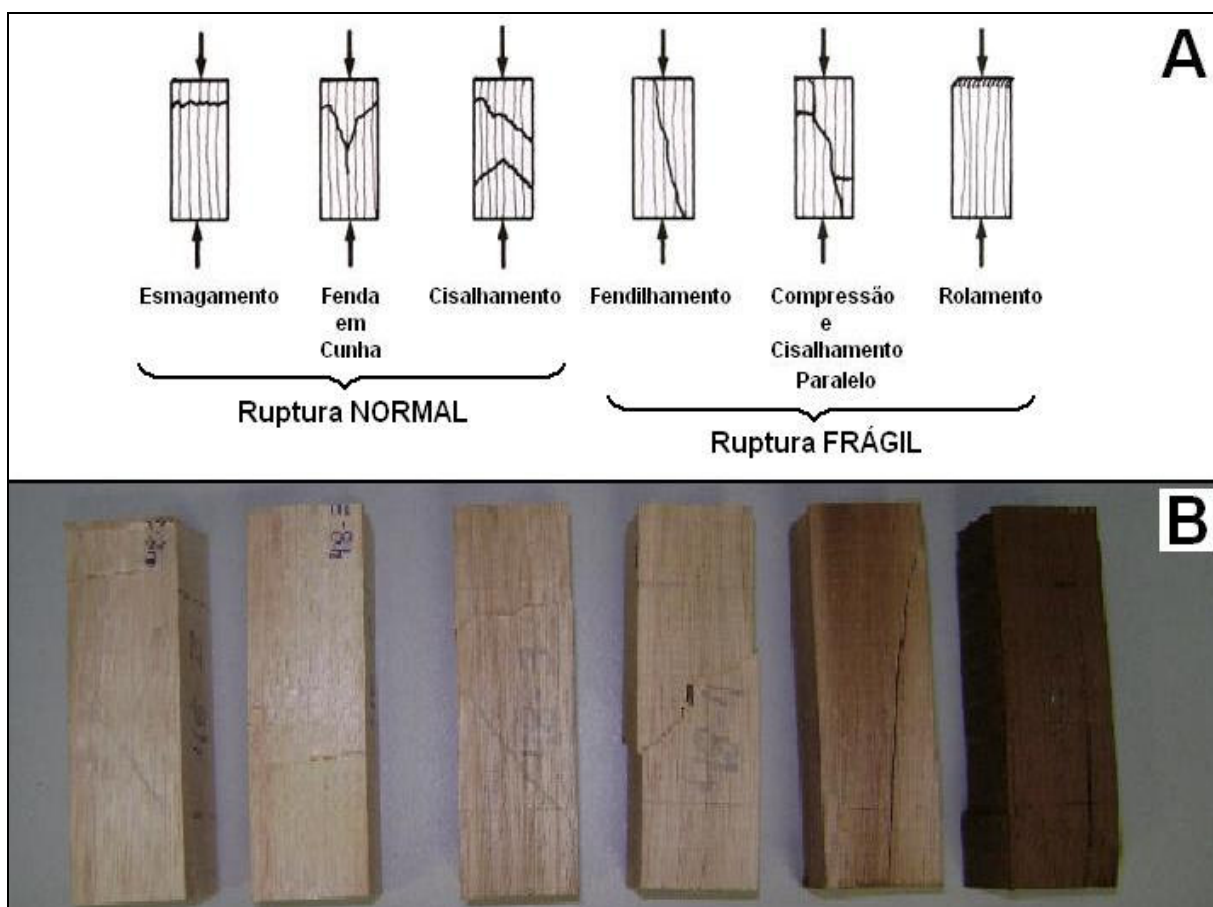 A
Esmagamento
Fenda
em
Cunha
Cisalhamento
Fendilhamento
Compressão
e
Cisalhamento
Paralelo
Rolamento
Ruptura NORMAL
Ruptura FRÁGIL
B